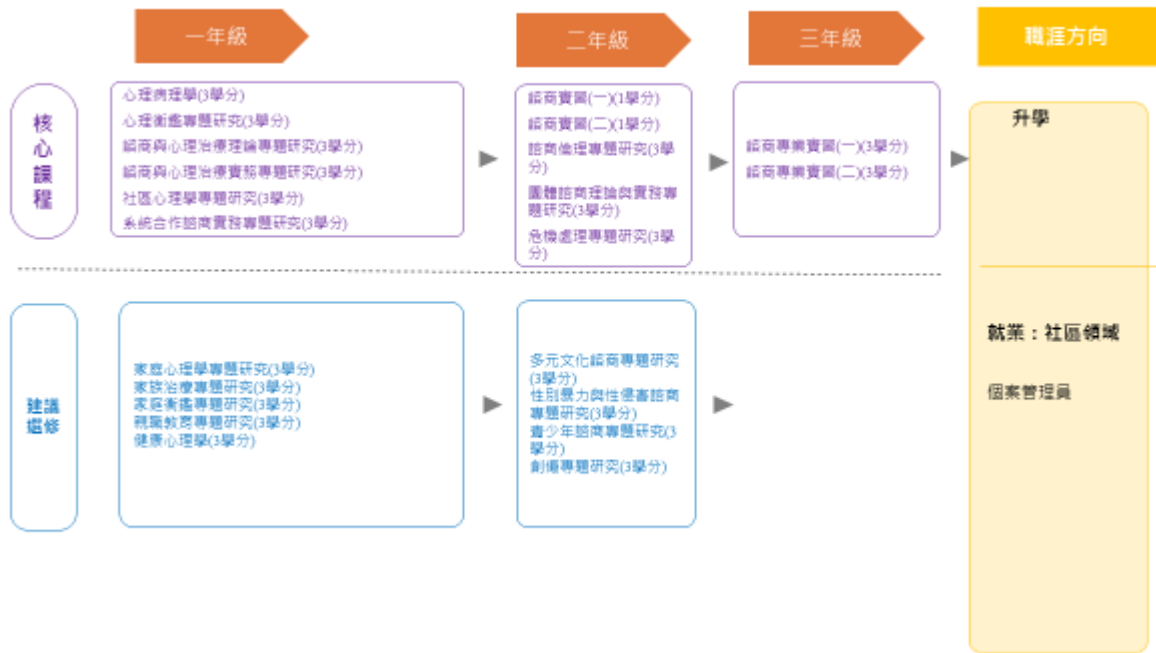 一年級
二年級
三年級
職涯方向
核
心
課
程
心理病理學(3學分)
心理衡鑑專題研究(3學分)
諮商與心理治療理論專題研究(3學分)
諮商與心理治療實務專題研究(3學分)
社區心理學專題研究(3學分)
系統合作諮商實務專題研究(3學分)
諮商實習(一)(1學分)
諮商實習(二)(1學分)
諮商倫理專題研究(3學
分)
團體諮商理論與實務專
題研究(3學分)
危機處理專題研究(3學
分)
諮商專業實習(一)(3學分)
諮商專業實習(二)(3學分)
升學
建議
選修
家庭心理學專題研究(3學分)
家族治療專題研究(3學分)
家庭衡鑑專題研究(3學分)
親職教育專題研究(3學分)
健康心理學(3學分)
多元文化諮商專題研究
(3學分)
性別暴力與性侵害諮商
專題研究(3學分)
青少年諮商專題研究(3
學分)
創傷專題研究(3學分)
就業：社區領域
個案管理員